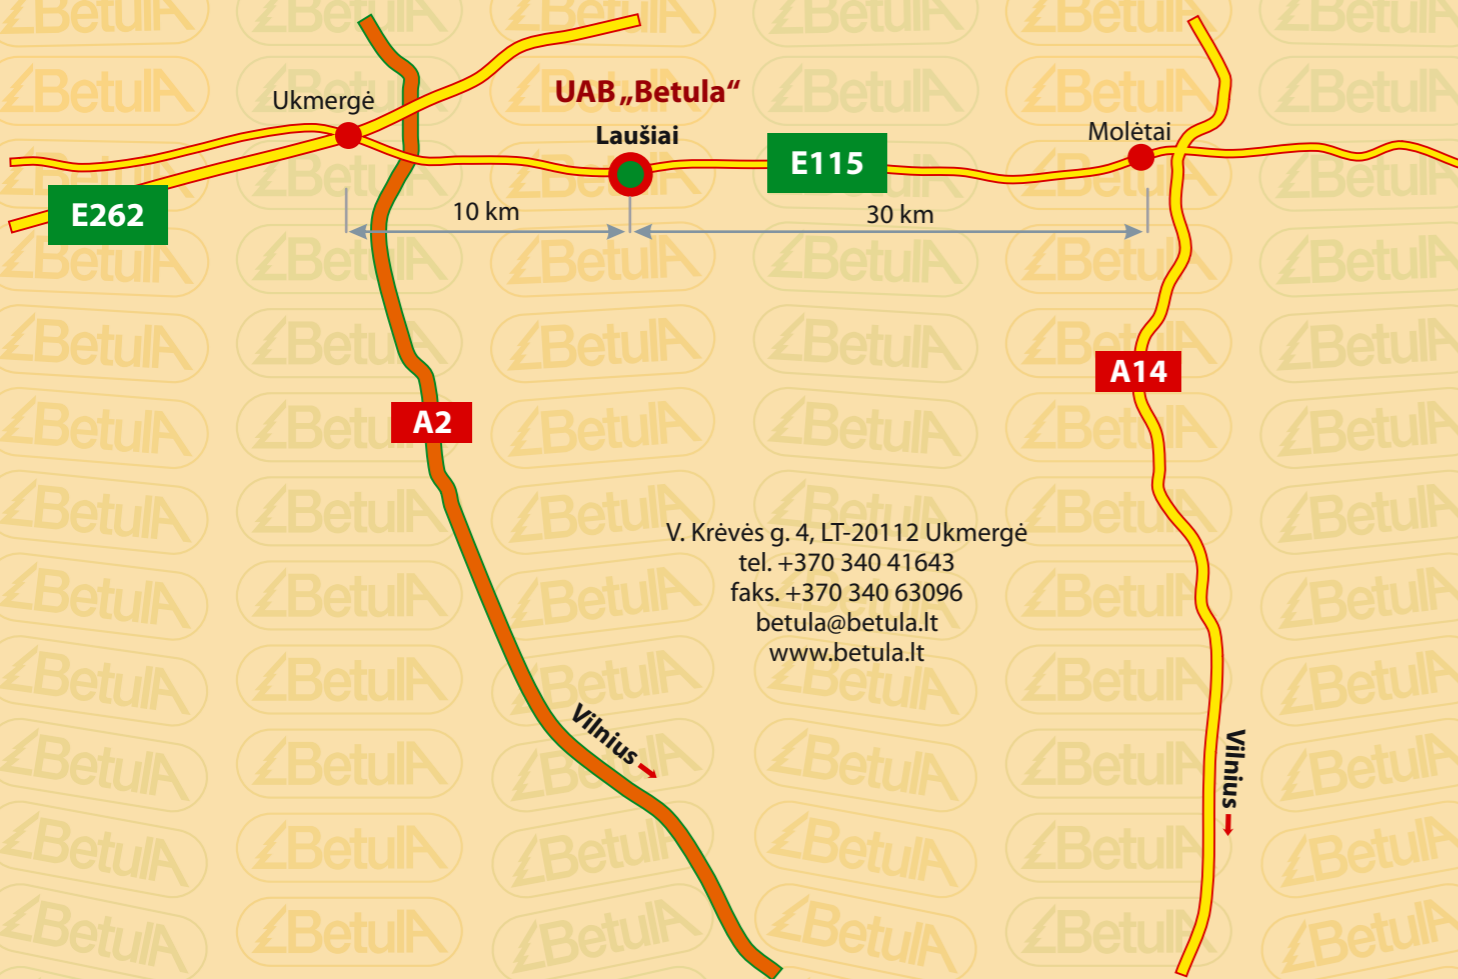 UAB „Betula“
Ukmergė
Laušiai
Molėtai
E115
E262
10 km
30 km
A14
A2
V. Krėvės g. 4, LT-20112 Ukmergė
tel. +370 340 41643
faks. +370 340 63096
betula@betula.lt
www.betula.lt
Vilnius
Vilnius
BetulA